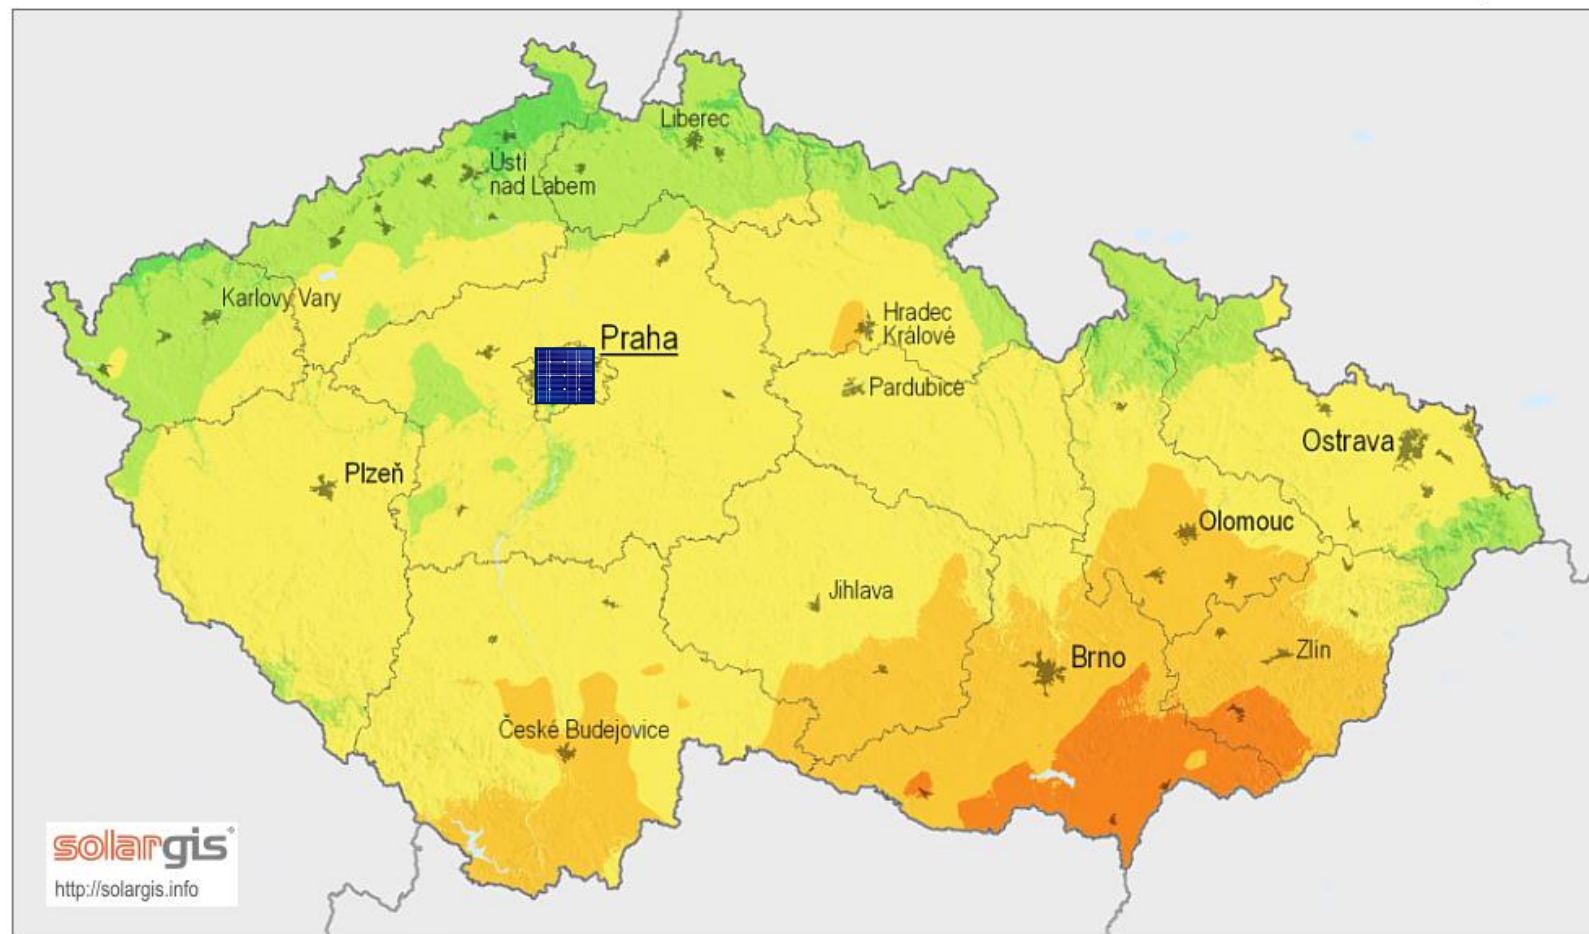 Liberec
Ústí
nad Labem
Karlovy Vary
Praha
Hradec
Králové
Pardubice
Plzeň
Ostrava
Olomouc
Jihlava
Brno
Zlín
České Budejovice
solargis
http://solargis.info